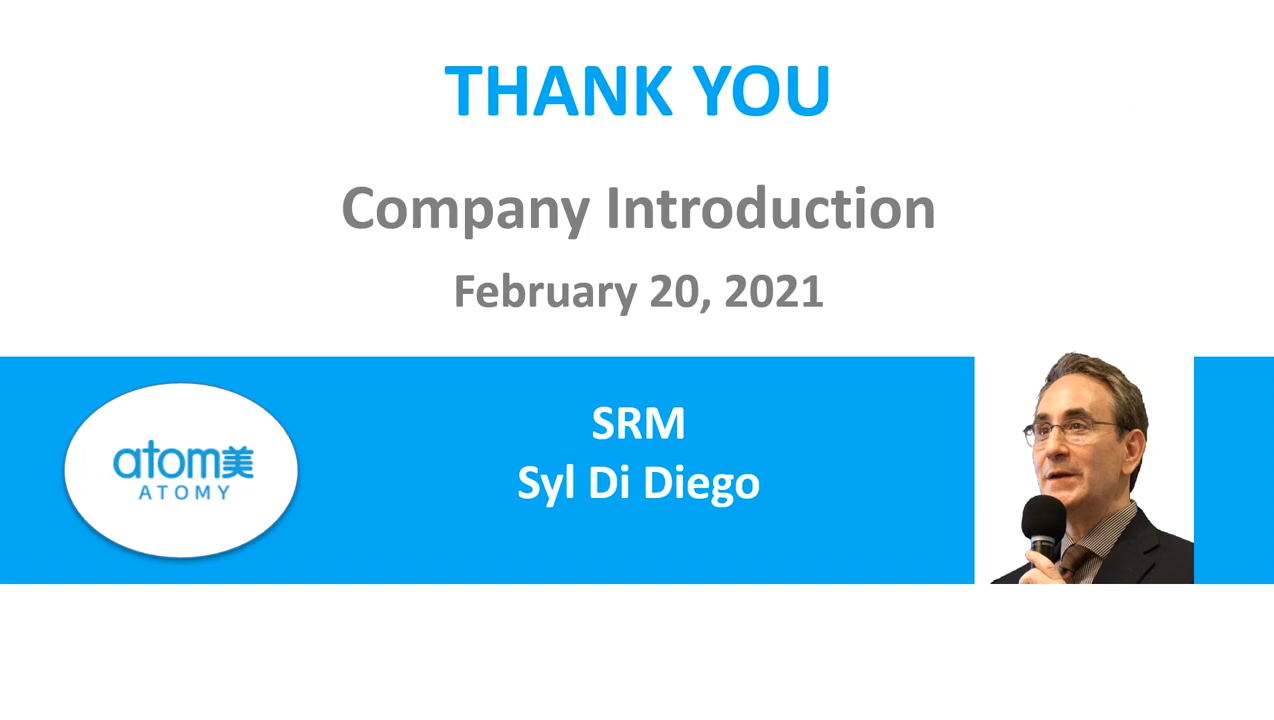 THANK YOU
Company Introduction
February 20, 2021
atom美
ATOMY
SRM
Syl Di Diego